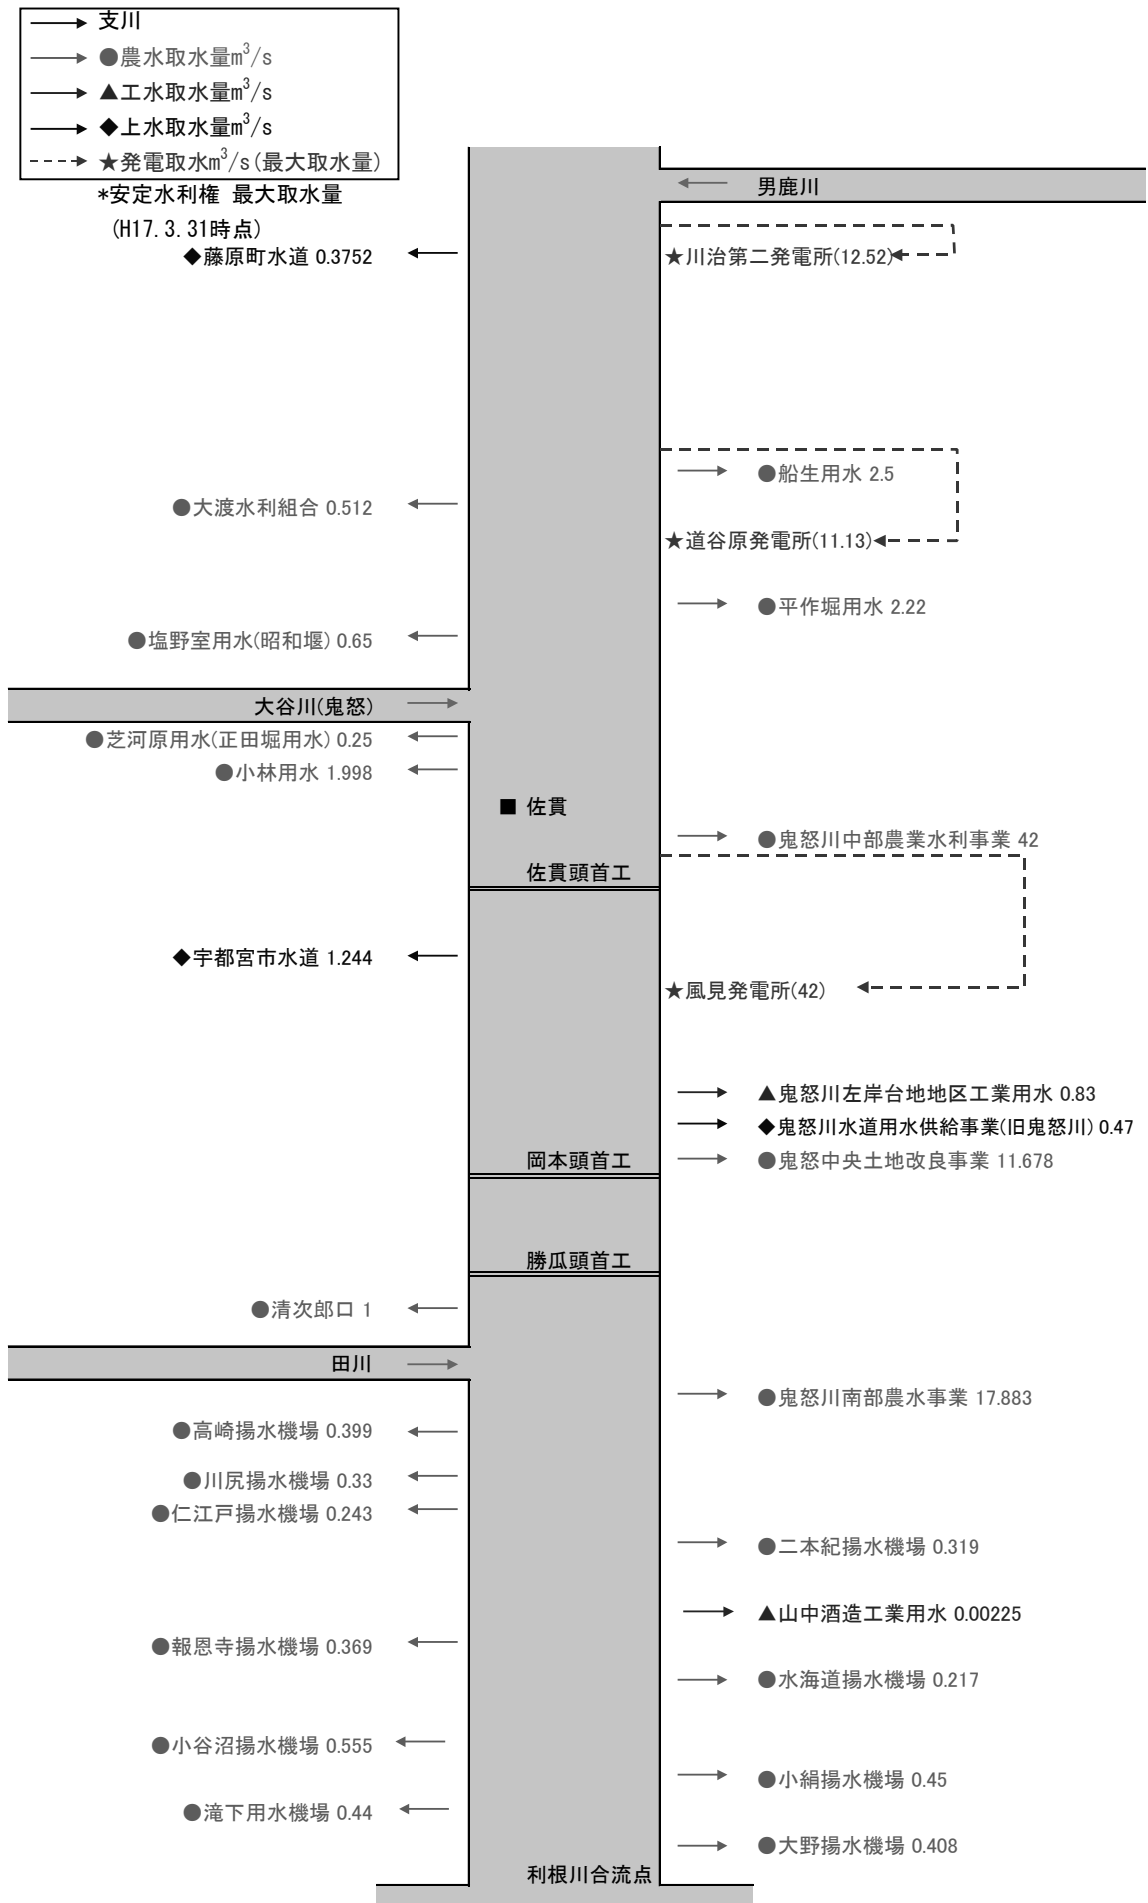 支川
●農水取水量m³/s
▲工水取水量m³/s
◆上水取水量m³/s
★発電取水m³/s(最大取水量)
*安定水利権 最大取水量
(H17.3.31時点)
男鹿川
◆藤原町水道 0.3752
★川治第二発電所(12.52)
●船生用水 2.5
●大渡水利組合 0.512
★道谷原発電所(11.13)
●平作堀用水 2.22
●塩野室用水(昭和堰) 0.65
大谷川(鬼怒)
●芝河原用水(正田堀用水) 0.25
●小林用水 1.998
■ 佐貫
●鬼怒川中部農業水利事業 42
佐貫頭首工
◆宇都宮市水道 1.244
★風見発電所(42)
▲鬼怒川左岸台地地区工業用水 0.83
◆鬼怒川水道用水供給事業(旧鬼怒川) 0.47
岡本頭首工
●鬼怒中央土地改良事業 11.678
勝瓜頭首工
●清次郎口 1
田川
●鬼怒川南部農水事業 17.883
●高崎揚水機場 0.399
●川尻揚水機場 0.33
●仁江戸揚水機場 0.243
●二本紀揚水機場 0.319
▲山中酒造工業用水 0.00225
●報恩寺揚水機場 0.369
●水海道揚水機場 0.217
●小谷沼揚水機場 0.555
●小絹揚水機場 0.45
●滝下用水機場 0.44
●大野揚水機場 0.408
利根川合流点